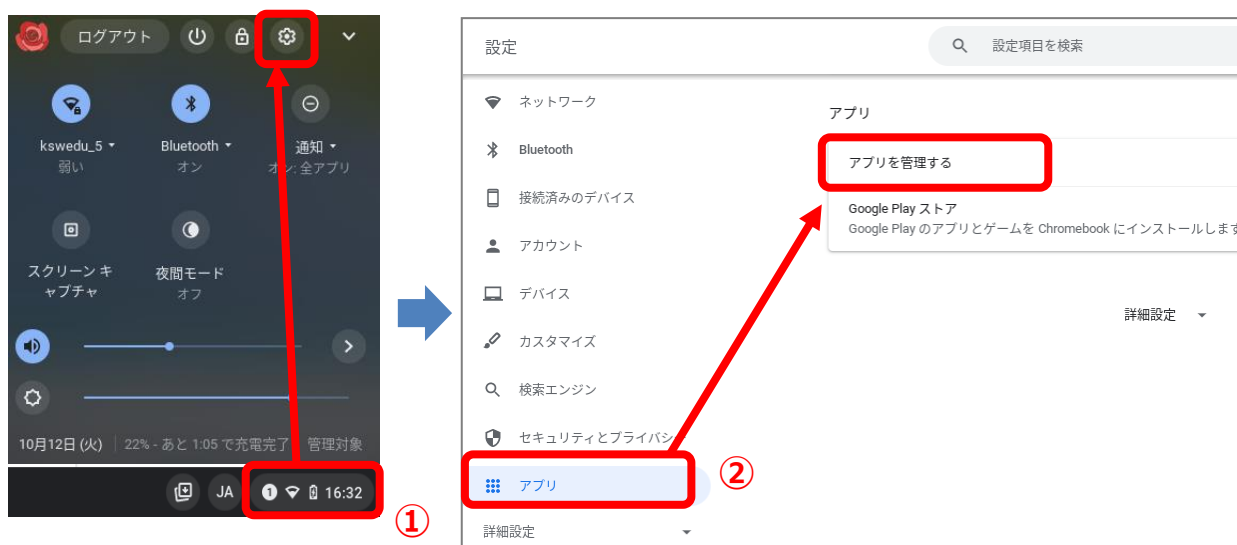 ログアウト
kswedu_5
弱い
Bluetooth
オン
通知
オン: 全アプリ
スクリーン キ
ャプチャ
夜間モード
オフ
10月12日 (火)
22% - あと 1:05 で充電完了
管理対象
JA
1
16:32
①
設定
設定項目を検索
ネットワーク
Bluetooth
接続済みのデバイス
アカウント
デバイス
カスタマイズ
検索エンジン
セキュリティとプライバシ
アプリ
詳細設定
②
アプリ
アプリを管理する
Google Play ストア
Google Play のアプリとゲームを Chromebook にインストールします
詳細設定